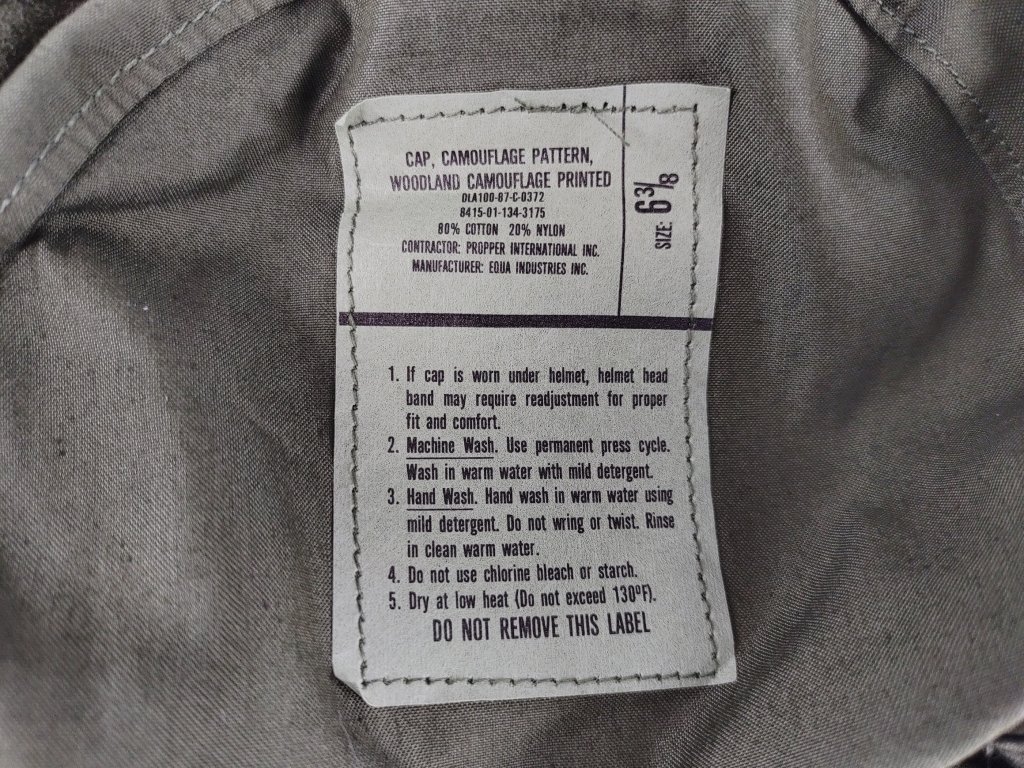 CAP, CAMOUFLAGE PATTERN,
WOODLAND CAMOUFLAGE PRINTED
DLA100-87-C-0372
8415-01-134-3175
80% COTTON 20% NYLON
CONTRACTOR: PROPPER INTERNATIONAL INC.
MANUFACTURER: EQUA INDUSTRIES INC.
SIZE: 6 3/8
1. If cap is worn under helmet, helmet head
band may require readjustment for proper
fit and comfort.
2. Machine Wash. Use permanent press cycle.
Wash in warm water with mild detergent.
3. Hand Wash. Hand wash in warm water using
mild detergent. Do not wring or twist. Rinse
in clean warm water.
4. Do not use chlorine bleach or starch.
5. Dry at low heat (Do not exceed 130ºF).
DO NOT REMOVE THIS LABEL